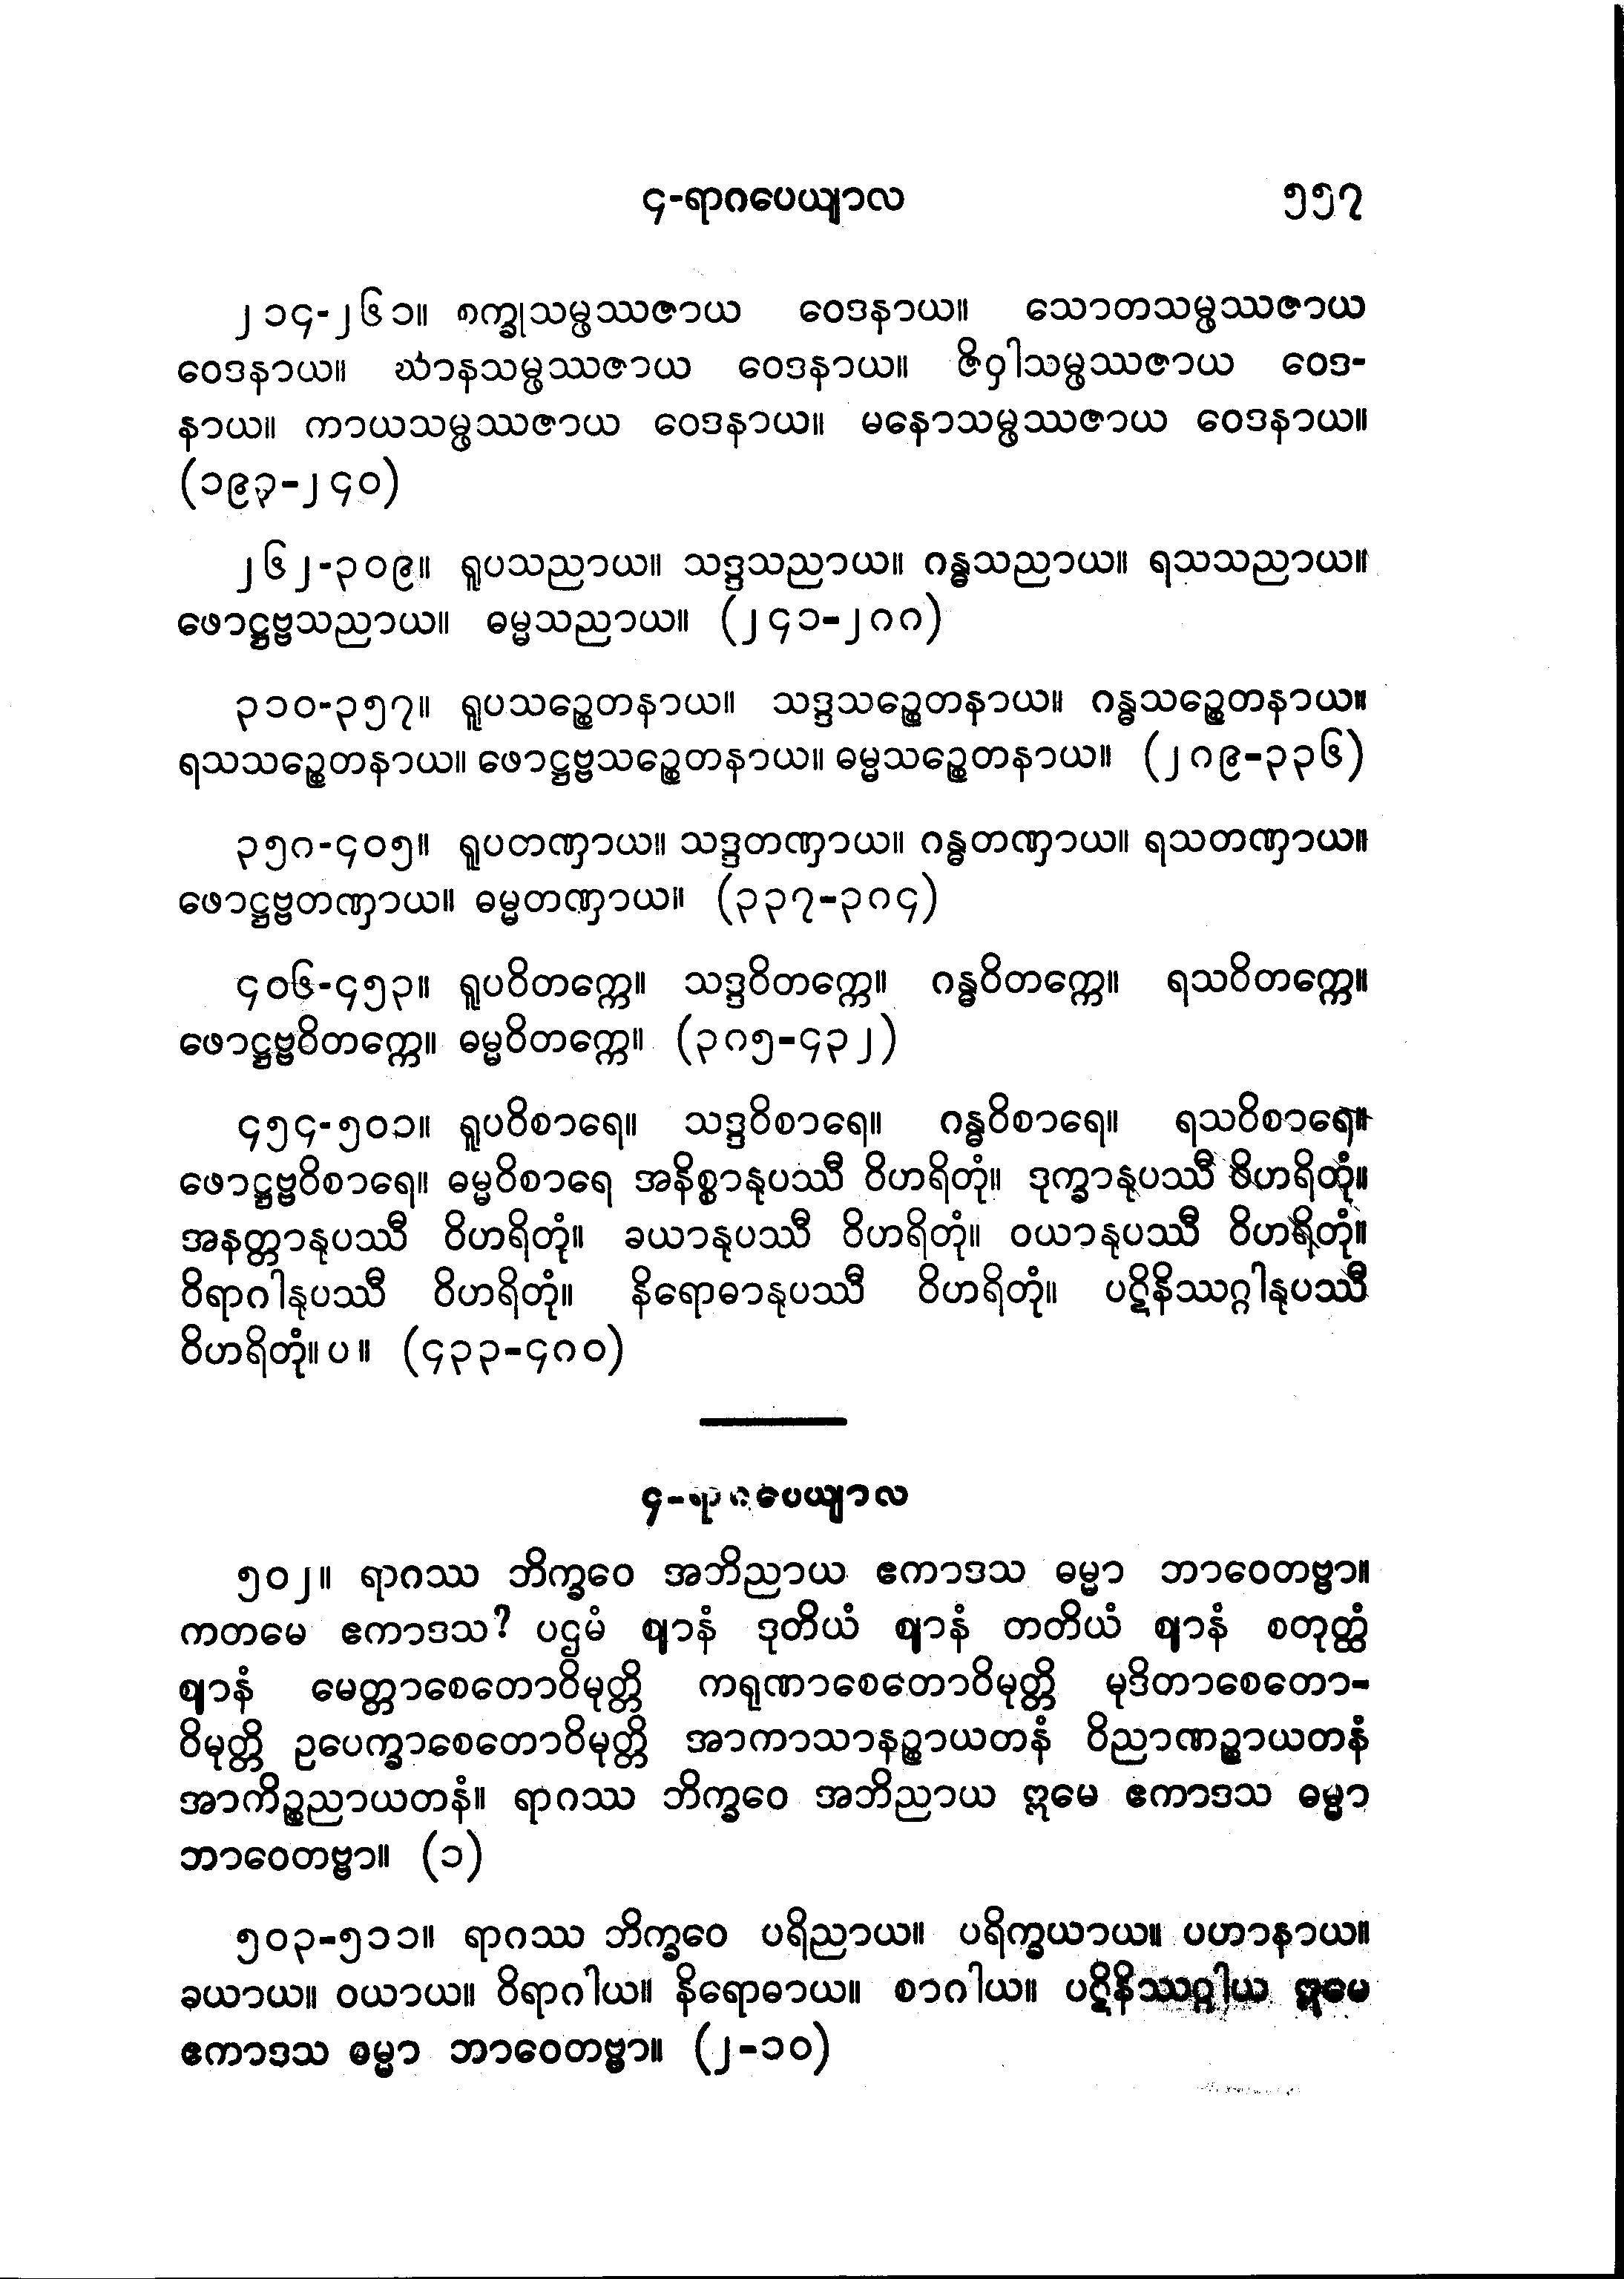 ၄-ရာဂပေယျာလ ၅၅၇
၂၁၄-၂၆၁။ စက္ခုသမ္ဖဿဇာယ ဝေဒနာယ။ သောတသမ္ဖဿဇာယ
ဝေဒနာယ။ ဃာနသမ္ဖဿဇာယ ဝေဒနာယ။ ဇိဝှါသမ္ဖဿဇာယ ဝေဒ-
နာယ။ ကာယသမ္ဖဿဇာယ ဝေဒနာယ။ မနောသမ္ဖဿဇာယ ဝေဒနာယ။
(၁၉၃-၂၄၀)
၂၆၂-၃၀၉။ ရူပသညာယ။ သဒ္ဒသညာယ။ ဂန္ဓသညာယ။ ရသသညာယ။
ဖောဋ္ဌဗ္ဗသညာယ။ ဓမ္မသညာယ။ (၂၄၁-၂၈၈)
၃၁၀-၃၅၇။ ရူပသဉ္စေတနာယ။ သဒ္ဒသဉ္စေတနာယ။ ဂန္ဓသဉ္စေတနာယ။
ရသသဉ္စေတနာယ။ ဖောဋ္ဌဗ္ဗသဉ္စေတနာယ။ ဓမ္မသဉ္စေတနာယ။ (၂၈၉-၃၃၆)
၃၅၈-၄၀၅။ ရူပတဏှာယ။ သဒ္ဒတဏှာယ။ ဂန္ဓတဏှာယ။ ရသတဏှာယ။
ဖောဋ္ဌဗ္ဗတဏှာယ။ ဓမ္မတဏှာယ။ (၃၃၇-၃၈၄)
၄၀၆-၄၅၃။ ရူပဝိတက္ကေ။ သဒ္ဒဝိတက္ကေ။ ဂန္ဓဝိတက္ကေ။ ရသဝိတက္ကေ။
ဖောဋ္ဌဗ္ဗဝိတက္ကေ။ ဓမ္မဝိတက္ကေ။ (၃၈၅-၄၃၂)
၄၅၄-၅၀၁။ ရူပဝိစာရေ။ သဒ္ဒဝိစာရေ။ ဂန္ဓဝိစာရေ။ ရသဝိစာရေ။
ဖောဋ္ဌဗ္ဗဝိစာရေ။ ဓမ္မဝိစာရေ အနိစ္စာနုပဿီ ဝိဟရိတုံ။ ဒုက္ခာနုပဿီ ဝိဟရိတုံ။
အနတ္တာနုပဿီ ဝိဟရိတုံ။ ခယာနုပဿီ ဝိဟရိတုံ။ ဝယာနုပဿီ ဝိဟရိတုံ။
ဝိရာဂါနုပဿီ ဝိဟရိတုံ။ နိရောဓာနုပဿီ ဝိဟရိတုံ။ ပဋိနိဿဂ္ဂါနုပဿီ
ဝိဟရိတုံ။ ပ။ (၄၃၃-၄၈၀)
၄-ရာဂပေယျာလ
၅၀၂။ ရာဂဿ ဘိက္ခဝေ အဘိညာယ ဧကာဒသ ဓမ္မာ ဘာဝေတဗ္ဗာ။
ကတမေ ဧကာဒသ? ပဌမံ ဈာနံ ဒုတိယံ ဈာနံ တတိယံ ဈာနံ စတုတ္ထံ
ဈာနံ မေတ္တာစေတောဝိမုတ္တိ ကရုဏာစေတောဝိမုတ္တိ မုဒိတာစေတော-
ဝိမုတ္တိ ဥပေက္ခာစေတောဝိမုတ္တိ အာကာသာနဉ္စာယတနံ ဝိညာဏဉ္စာယတနံ
အာကိဉ္စညာယတနံ။ ရာဂဿ ဘိက္ခဝေ အဘိညာယ ဣမေ ဧကာဒသ ဓမ္မာ
ဘာဝေတဗ္ဗာ။ (၁)
၅၀၃-၅၁၁။ ရာဂဿ ဘိက္ခဝေ ပရိညာယ။ ပရိက္ခယာယ။ ပဟာနာယ။
ခယာယ။ ဝယာယ။ ဝိရာဂါယ။ နိရောဓာယ။ စာဂါယ။ ပဋိနိဿဂ္ဂါယ ဣမေ
ဧကာဒသ ဓမ္မာ ဘာဝေတဗ္ဗာ။ (၂-၁၀)